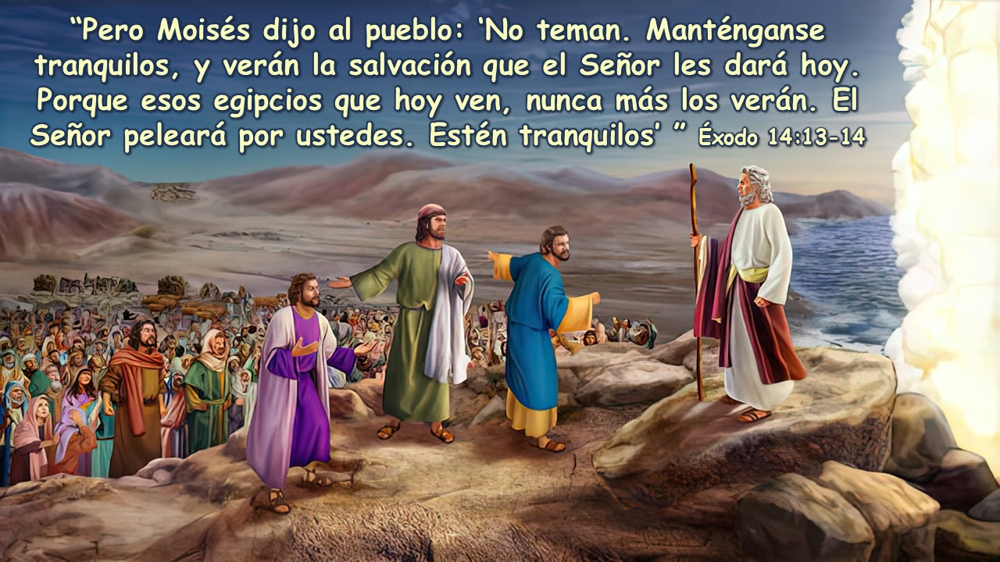 “Pero Moisés dijo al pueblo: ‘No teman. Manténganse
tranquilos, y verán la salvación que el Señor les dará hoy.
Porque esos egipcios que hoy ven, nunca más los verán. El
Señor peleará por ustedes. Estén tranquilos’ ” Éxodo 14:13-14